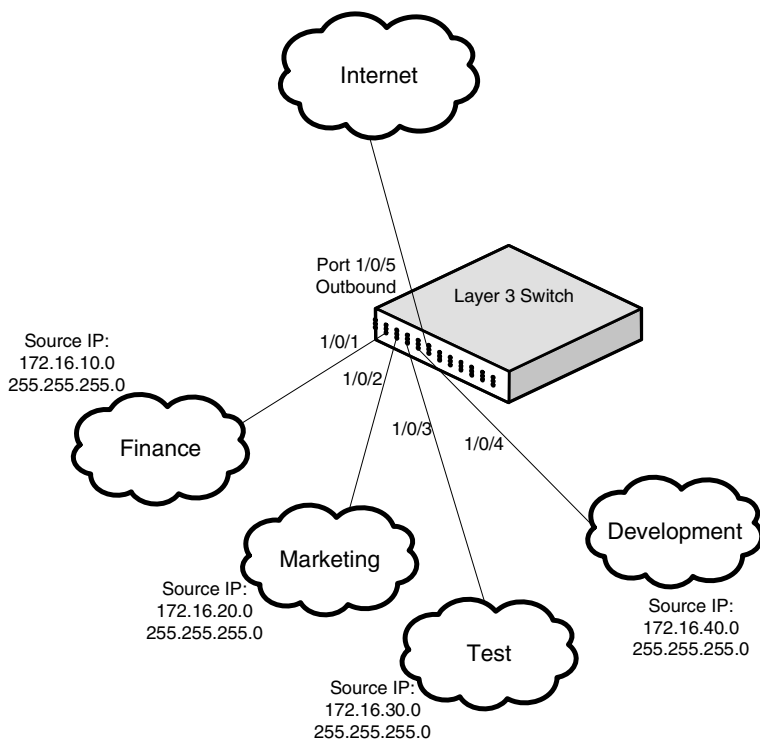 Internet
Port 1/0/5
Outbound
Layer 3 Switch
Source IP:
172.16.10.0
255.255.255.0
1/0/1
1/0/2
1/0/3
1/0/4
Finance
Marketing
Development
Source IP:
172.16.20.0
255.255.255.0
Source IP:
172.16.40.0
255.255.255.0
Test
Source IP:
172.16.30.0
255.255.255.0